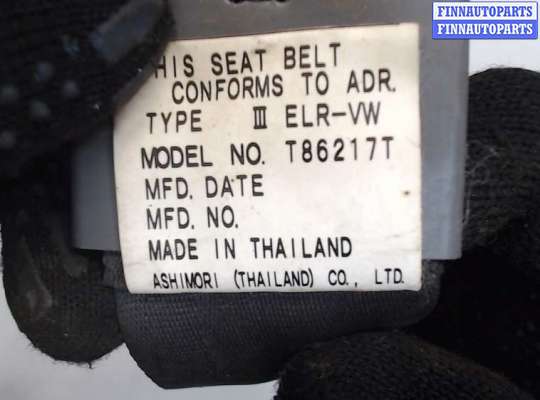 FINNAUTOPARTS
FINNAUTOPARTS
HIS SEAT BELT
CONFORMS TO ADR.
TYPE III ELR-VW
MODEL NO. T86217T
MFD. DATE
MFD. NO.
MADE IN THAILAND
ASHIMORI (THAILAND) CO., LTD.